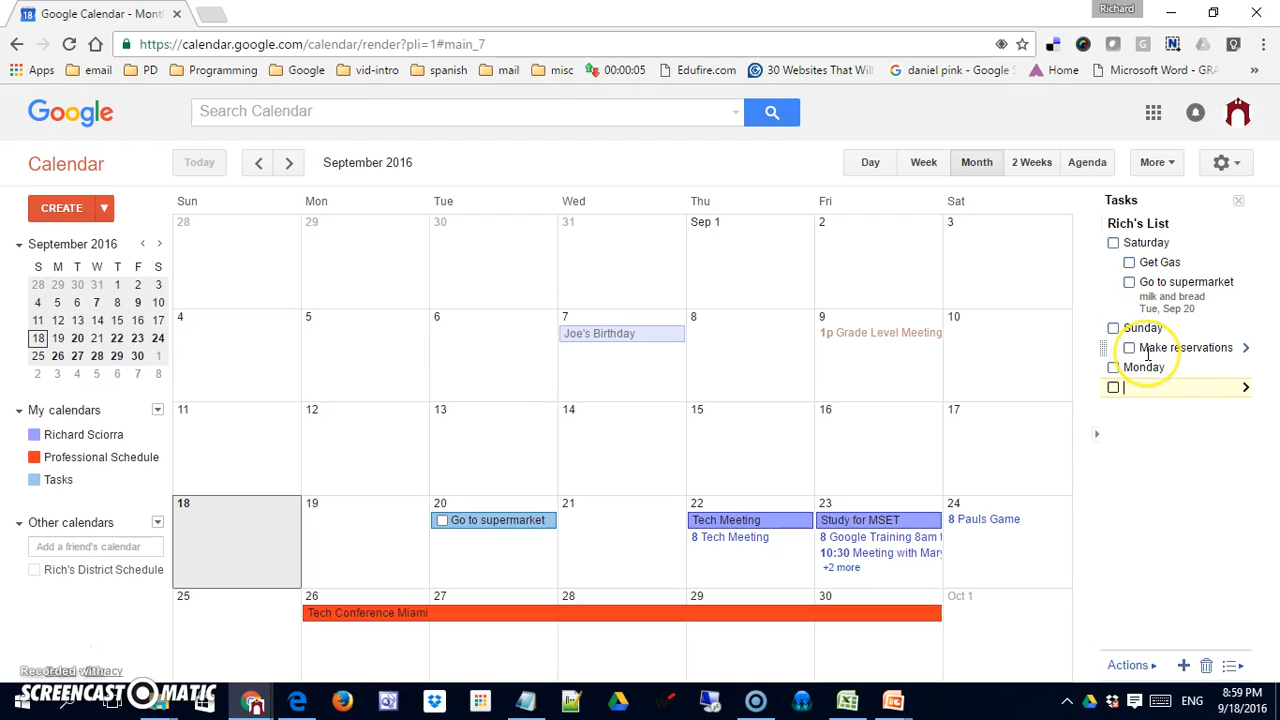 Google Calendar - Mont
Richard
https://calendar.google.com/calendar/render?pli=1#main_7
Apps
email
PD
Programming
Google
vid-intro
spanish
mail
misc
00:00:05
Edufire.com
30 Websites That Will
daniel pink - Google S
Home
Microsoft Word - GRA
Google
Search Calendar
Calendar
Today
September 2016
Day
Week
Month
2 Weeks
Agenda
More
CREATE
September 2016
S M T W T F S
28 29 30 31 1 2 3
4 5 6 7 8 9 10
11 12 13 14 15 16 17
18 19 20 21 22 23 24
25 26 27 28 29 30 1
2 3 4 5 6 7 8
My calendars
Richard Sciorra
Professional Schedule
Tasks
Other calendars
Add a friend's calendar
Rich's District Schedule
Sun Mon Tue Wed Thu Fri Sat
28 29 30 31 Sep 1 2 3
4 5 6 7 8 9 10
Joe's Birthday
1p Grade Level Meeting
11 12 13 14 15 16 17
18 19 20 21 22 23 24
Go to supermarket
Tech Meeting
Study for MSET
8 Pauls Game
8 Tech Meeting
8 Google Training 8am t
10:30 Meeting with Mary
+2 more
25 26 27 28 29 30 Oct 1
Tech Conference Miami
Tasks
Rich's List
Saturday
Get Gas
Go to supermarket
milk and bread
Tue, Sep 20
Sunday
Make reservations
Monday
Actions
Recorded with
SCREENCAST MATIC
ENG
8:59 PM
9/18/2016